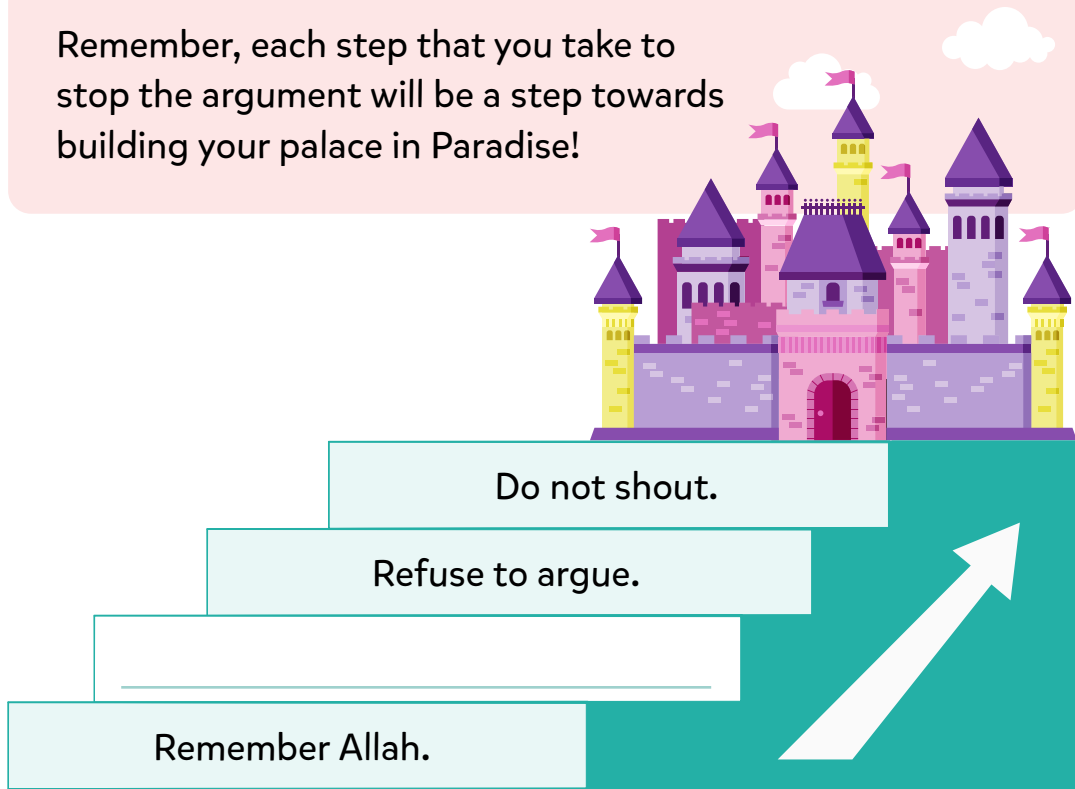 Remember, each step that you take to
stop the argument will be a step towards
building your palace in Paradise!
Do not shout.
Refuse to argue.
Remember Allah.